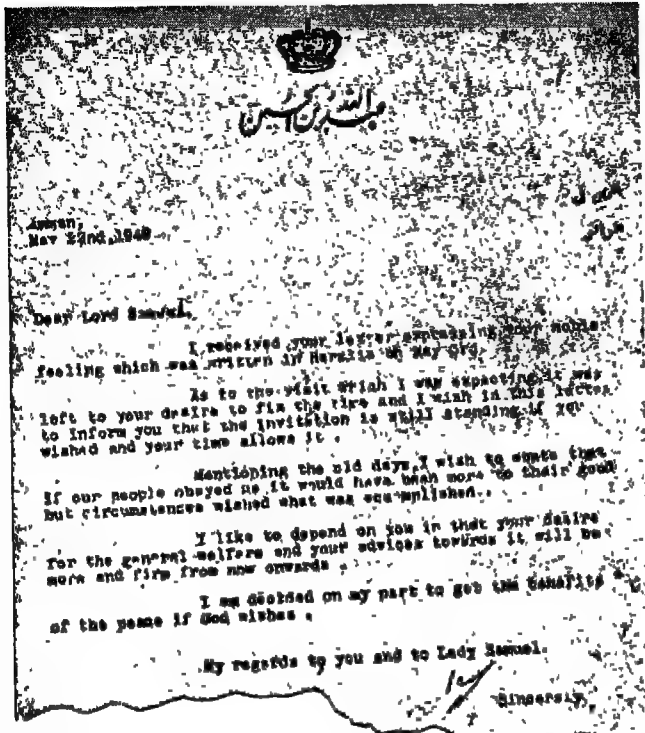 عبدالله بن الحسين
Amman,
May 22nd,1949
Dear Lord Samuel.
I received your letter explaining your noble
feeling which was written in Herzlia on May 3rd.
As to the visit which I was expecting it was
left to your desire to fix the time and I wish in this letter
to inform you that the invitation is still standing if you
wished and your time allows it .
Mentioning the old days,I wish to state that
if our people obeyed us it would have been more to their good
but circumstances wished what was accomplished.
I like to depend on you in that your desire
for the general welfare and your advices towards it will be
more and firm from now onwards .
I am decided on my part to get the benefits
of the peace if God wishes .
My regards to you and to Lady Samuel.
Sincerely,